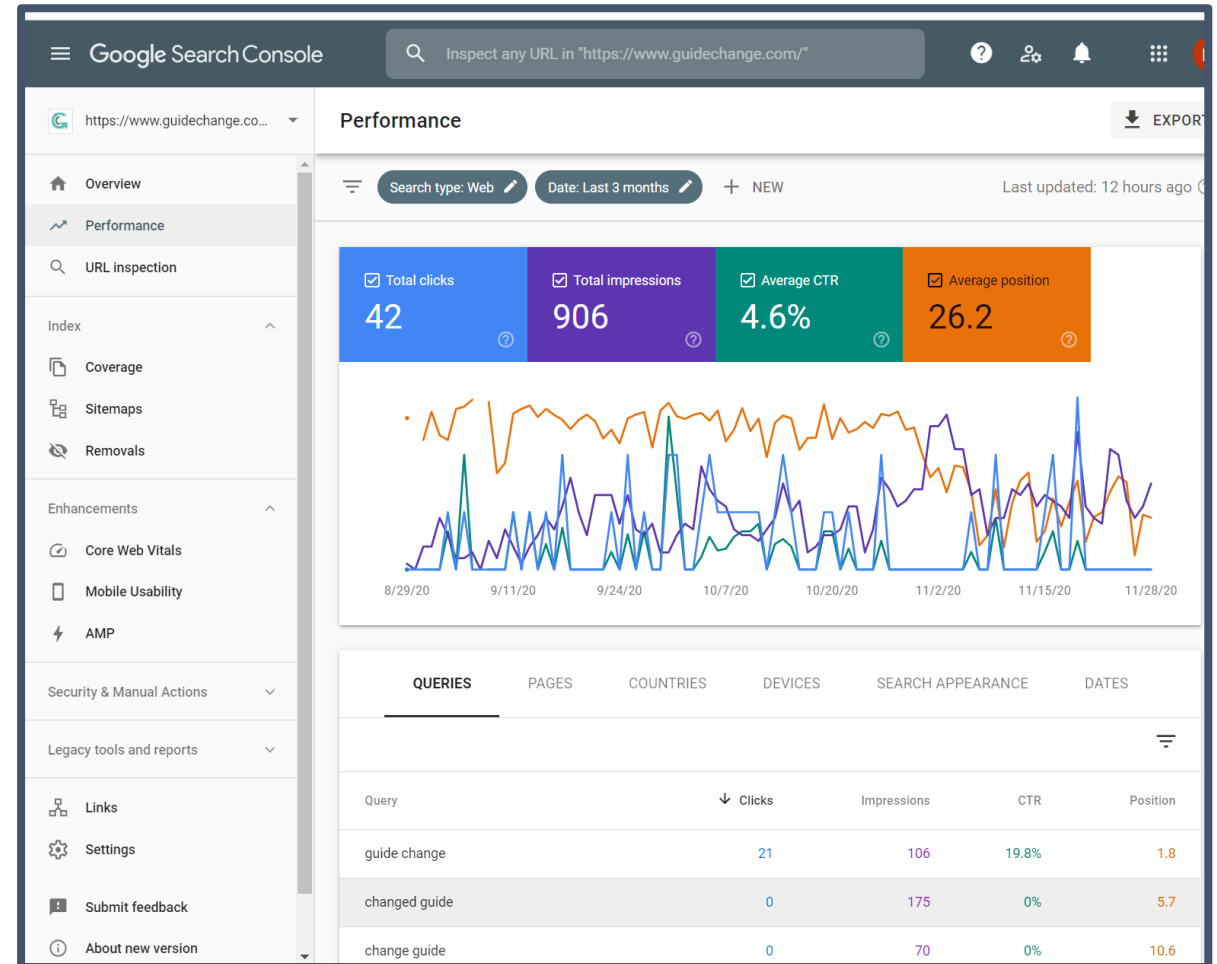 Google Search Console
Inspect any URL in "https://www.guidechange.com/"
https://www.guidechange.co...
Performance
EXPORT
Overview
Performance
URL inspection
Index
Coverage
Sitemaps
Removals
Enhancements
Core Web Vitals
Mobile Usability
AMP
Security & Manual Actions
Legacy tools and reports
Links
Settings
Submit feedback
About new version
Search type: Web
Date: Last 3 months
NEW
Last updated: 12 hours ago
Total clicks
42
Total impressions
906
Average CTR
4.6%
Average position
26.2
8/29/20 9/11/20 9/24/20 10/7/20 10/20/20 11/2/20 11/15/20 11/28/20
QUERIES PAGES COUNTRIES DEVICES SEARCH APPEARANCE DATES
Query Clicks Impressions CTR Position
guide change 21 106 19.8% 1.8
changed guide 0 175 0% 5.7
change guide 0 70 0% 10.6